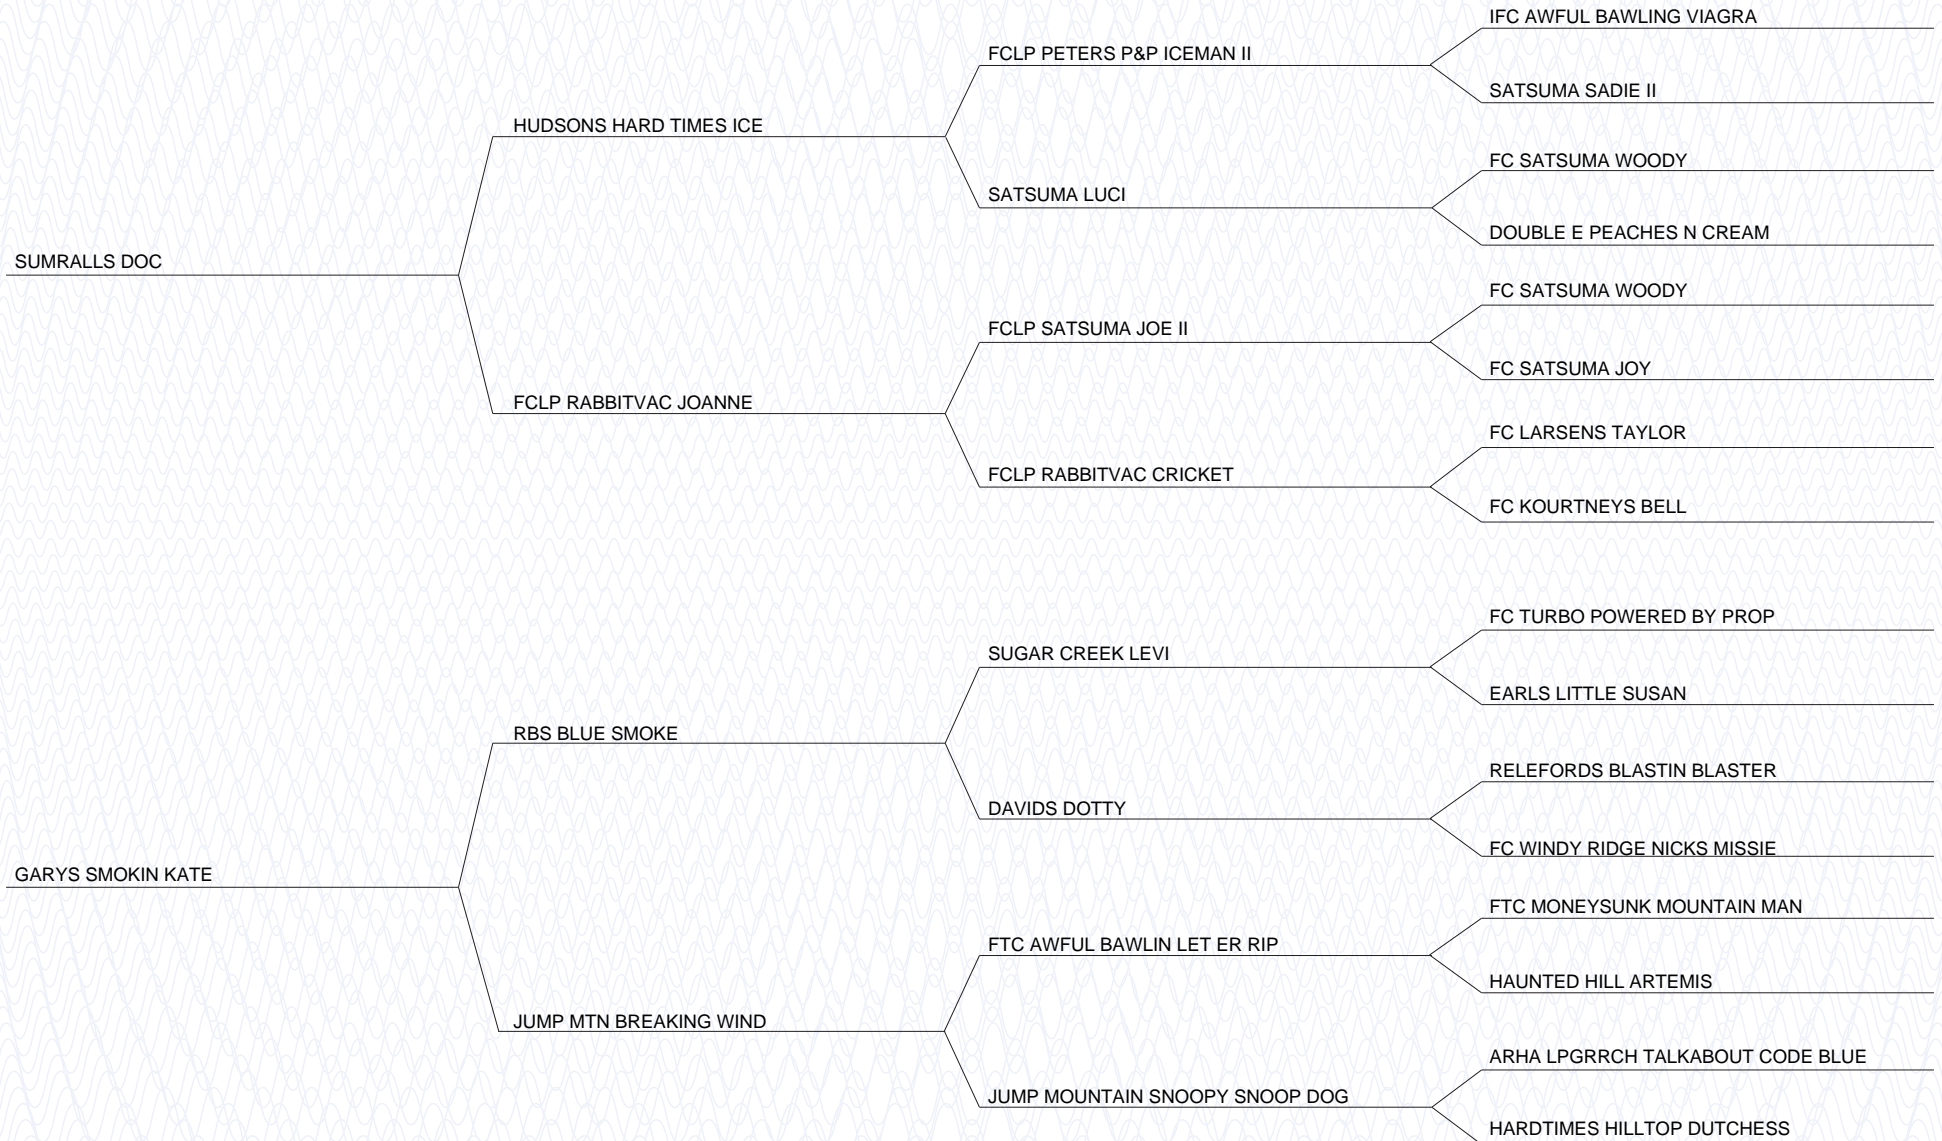 IFC AWFUL BAWLING VIAGRA
FCLP PETERS P&P ICEMAN II
SATSUMA SADIE II
HUDSONS HARD TIMES ICE
FC SATSUMA WOODY
SATSUMA LUCI
DOUBLE E PEACHES N CREAM
SUMRALLS DOC
FC SATSUMA WOODY
FCLP SATSUMA JOE II
FC SATSUMA JOY
FCLP RABBITVAC JOANNE
FC LARSENS TAYLOR
FCLP RABBITVAC CRICKET
FC KOURTNEYS BELL
FC TURBO POWERED BY PROP
SUGAR CREEK LEVI
EARLS LITTLE SUSAN
RBS BLUE SMOKE
RELEFORDS BLASTIN BLASTER
DAVIDS DOTTY
FC WINDY RIDGE NICKS MISSIE
GARYS SMOKIN KATE
FTC MONEYSUNK MOUNTAIN MAN
FTC AWFUL BAWLIN LET ER RIP
HAUNTED HILL ARTEMIS
JUMP MTN BREAKING WIND
ARHA LPGRRCH TALKABOUT CODE BLUE
JUMP MOUNTAIN SNOOPY SNOOP DOG
HARDTIMES HILLTOP DUTCHESS